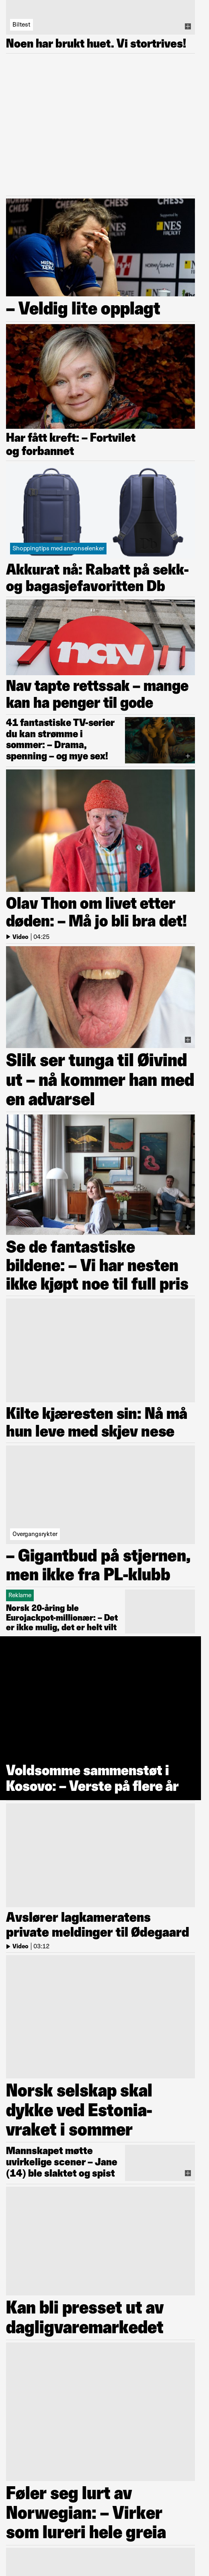 Biltest
Noen har brukt huet. Vi stortrives!
– Veldig lite opplagt
Har fått kreft: – Fortvilet
og forbannet
Shoppingtips med annonselenker
Akkurat nå: Rabatt på sekk-
og bagasjefavoritten Db
nav
Nav tapte rettssak – mange
kan ha penger til gode
41 fantastiske TV-serier
du kan strømme i
sommer: – Drama,
spenning – og mye sex!
Olav Thon om livet etter
døden: – Må jo bli bra det!
Video | 04:25
Slik ser tunga til Øivind
ut – nå kommer han med
en advarsel
Se de fantastiske
bildene: – Vi har nesten
ikke kjøpt noe til full pris
Kilte kjæresten sin: Nå må
hun leve med skjev nese
Overgangsrykter
– Gigantbud på stjernen,
men ikke fra PL-klubb
Reklame
Norsk 20-åring ble
Eurojackpot-millionær: – Det
er ikke mulig, det er helt vilt
Voldsomme sammenstøt i
Kosovo: – Verste på flere år
Avslører lagkameratens
private meldinger til Ødegaard
Video | 03:12
Norsk selskap skal
dykke ved Estonia-
vraket i sommer
Mannskapet møtte
uvirkelige scener – Jane
(14) ble slaktet og spist
Kan bli presset ut av
dagligvaremarkedet
Føler seg lurt av
Norwegian: – Virker
som lureri hele greia